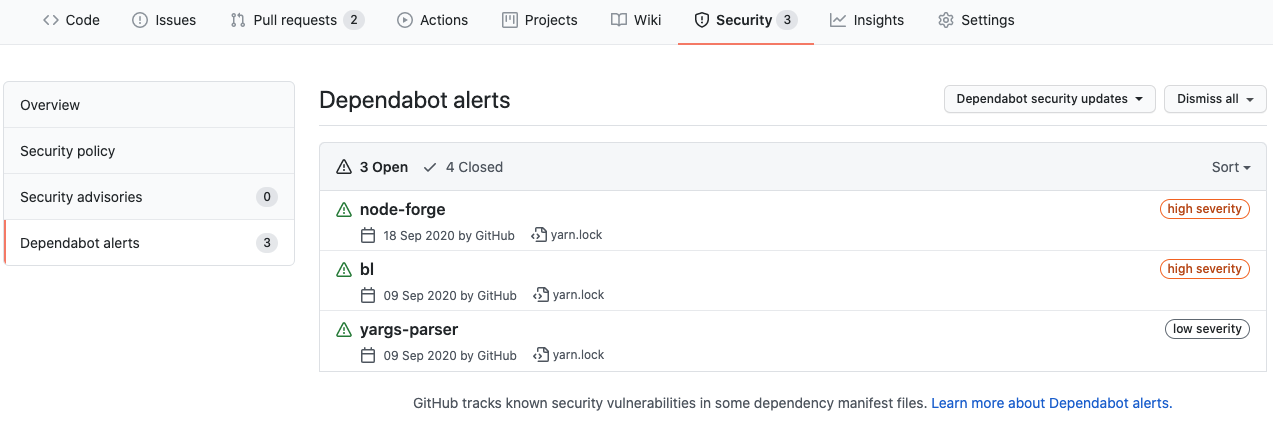 Code Issues Pull requests 2 Actions Projects Wiki Security 3 Insights Settings
Overview
Security policy
Security advisories 0
Dependabot alerts 3
Dependabot alerts
Dependabot security updates Dismiss all
3 Open 4 Closed Sort
node-forge high severity
18 Sep 2020 by GitHub yarn.lock
bl high severity
09 Sep 2020 by GitHub yarn.lock
yargs-parser low severity
09 Sep 2020 by GitHub yarn.lock
GitHub tracks known security vulnerabilities in some dependency manifest files. Learn more about Dependabot alerts.